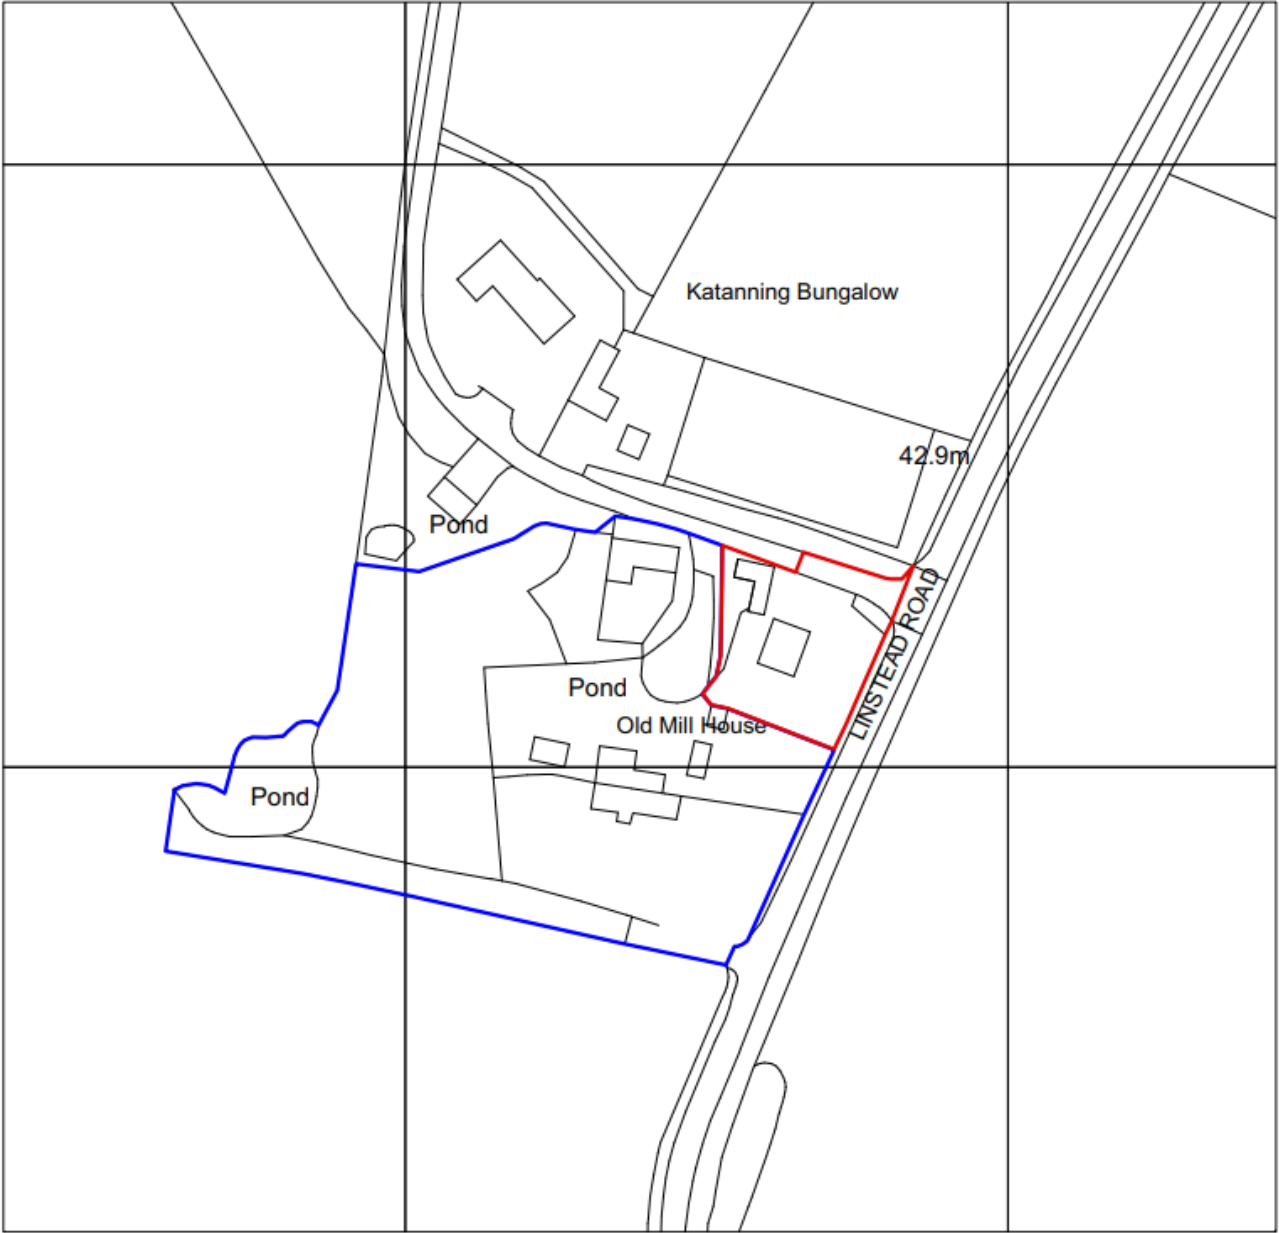 Katanning Bungalow
42.9m
Pond
LINSTEAD ROAD
Pond
Old Mill House
Pond